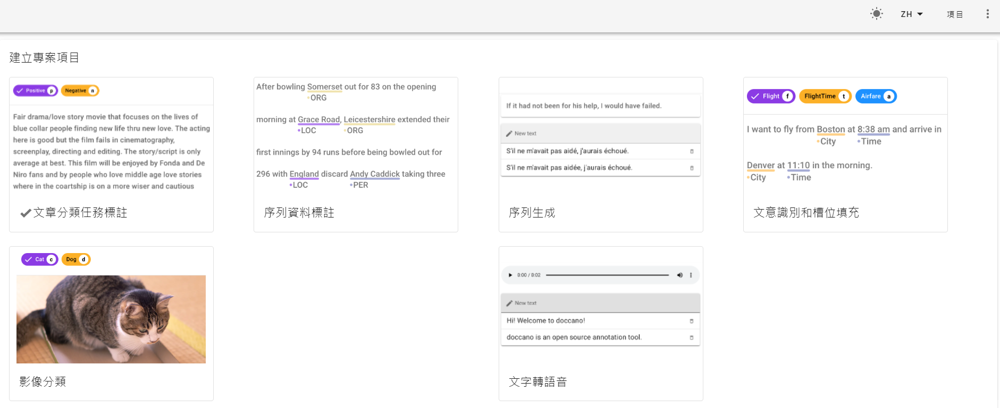 ZH
項目
建立專案項目
Positive p
Negative n
Fair drama/love story movie that focuses on the lives of
blue collar people finding new life thru new love. The acting
here is good but the film fails in cinematography,
screenplay, directing and editing. The story/script is only
average at best. This film will be enjoyed by Fonda and De
Niro fans and by people who love middle age love stories
where in the coartship is on a more wiser and cautious
文章分類任務標註
After bowling Somerset out for 83 on the opening
ORG
morning at Grace Road, Leicestershire extended their
LOC
ORG
first innings by 94 runs before being bowled out for
296 with England discard Andy Caddick taking three
LOC
PER
序列資料標註
If it had not been for his help, I would have failed.
New text
S'il ne m'avait pas aidé, j'aurais échoué.
S'il ne m'avait pas aidée, j'aurais échoué.
序列生成
Flight f
FlightTime t
Airfare a
I want to fly from Boston at 8:38 am and arrive in
City
Time
Denver at 11:10 in the morning.
City
Time
文意識別和槽位填充
Cat c
Dog d
影像分類
0:00 / 0:02
New text
Hi! Welcome to doccano!
doccano is an open source annotation tool.
文字轉語音